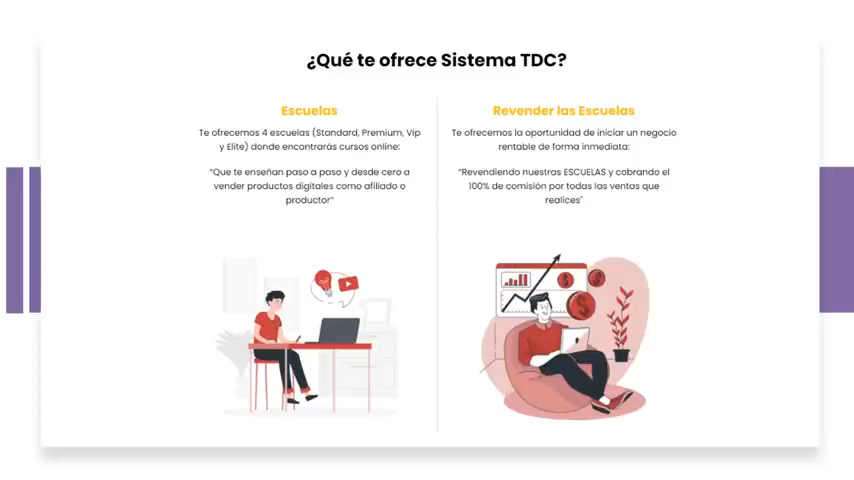 ¿Qué te ofrece Sistema TDC?
Escuelas
Te ofrecemos 4 escuelas (Standard, Premium, Vip
y Elite) donde encontrarás cursos online:
"Que te enseñan paso a paso y desde cero a
vender productos digitales como afiliado o
productor"
Revender las Escuelas
Te ofrecemos la oportunidad de iniciar un negocio
rentable de forma inmediata:
"Revendiendo nuestras ESCUELAS y cobrando el
100% de comisión por todas las ventas que
realices"